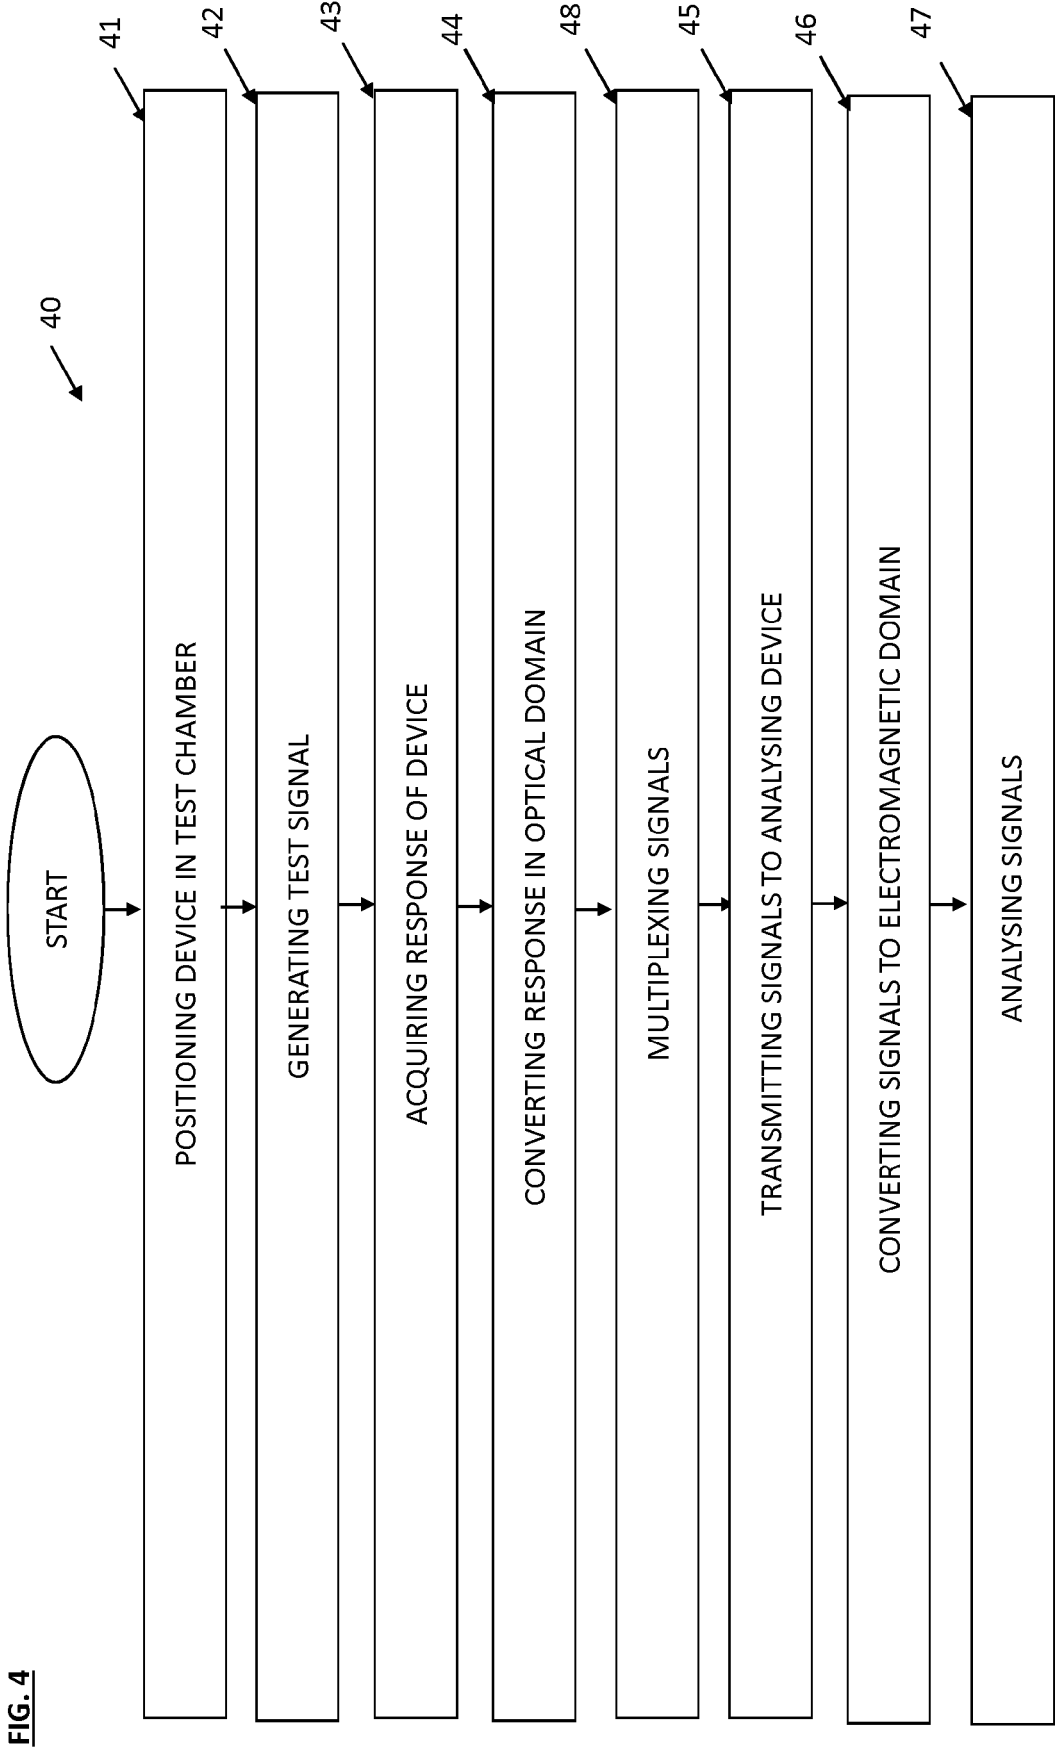 FIG. 4
40
START
41
POSITIONING DEVICE IN TEST CHAMBER
42
GENERATING TEST SIGNAL
43
ACQUIRING RESPONSE OF DEVICE
44
CONVERTING RESPONSE IN OPTICAL DOMAIN
48
MULTIPLEXING SIGNALS
45
TRANSMITTING SIGNALS TO ANALYSING DEVICE
46
CONVERTING SIGNALS TO ELECTROMAGNETIC DOMAIN
47
ANALYSING SIGNALS